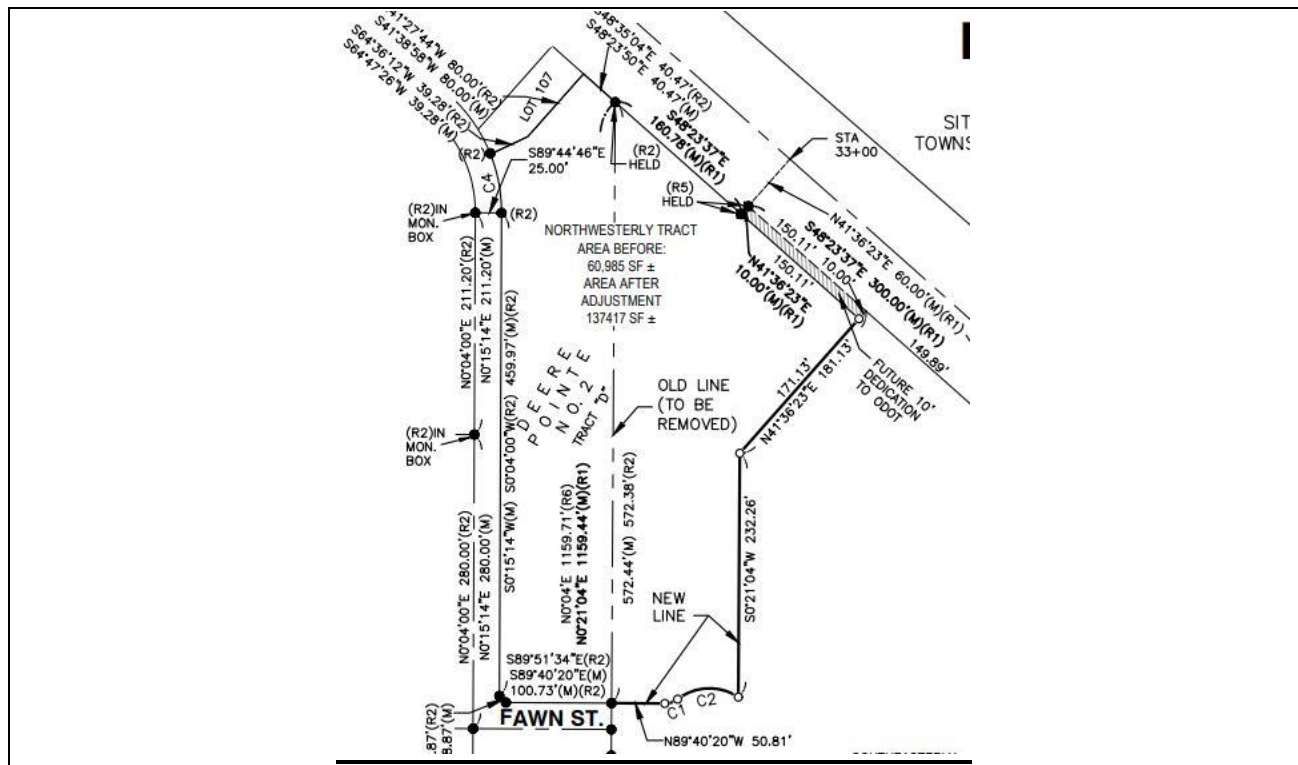 S48°35'04"E 40.47'(R2)
S48°23'50"E 40.47'(M)
41°27'44"W 80.00'(R2)
S41°38'58"W 80.00'(M)
S64°36'12"W 39.28'(R2)
S64°47'26"W 39.28'(M)
LOT 107
S48°23'37"E
160.78'(M)(R1)
SIT
TOWNS
STA
33+00
(R2)
S89°44'46"E
25.00'
(R2)
HELD
(R5)
HELD
C4
(R2)IN
MON.
BOX
(R2)
NORTHWESTERLY TRACT
AREA BEFORE:
60,985 SF ±
AREA AFTER
ADJUSTMENT
137417 SF ±
N41°36'23"E 60.00'(M)(R1)
S48°23'37"E 300.00'(M)(R1)
150.11' 10.00'
150.11'
N41°36'23"E
10.00'(M)(R1)
149.89'
FUTURE 10'
DEDICATION
TO ODOT
N0°04'00"E 211.20'(R2)
N0°15'14"E 211.20'(M)
S0°15'14"W(M) S0°04'00"W(R2) 459.97'(M)(R2)
DEERE
POINTE
NO. 2
TRACT "D"
OLD LINE
(TO BE
REMOVED)
171.13'
N41°36'23"E 181.13'
(R2)IN
MON.
BOX
N0°04'00"E 280.00'(R2)
N0°15'14"E 280.00'(M)
N0°04'E 1159.71'(R6)
N0°21'04"E 1159.44'(M)(R1)
572.44'(M) 572.38'(R2)
S0°21'04"W 232.26'
NEW
LINE
S89°51'34"E(R2)
S89°40'20"E(M)
100.73'(M)(R2)
C1 C2
FAWN ST.
N89°40'20"W 50.81'
.87'(R2)
8.87'(M)